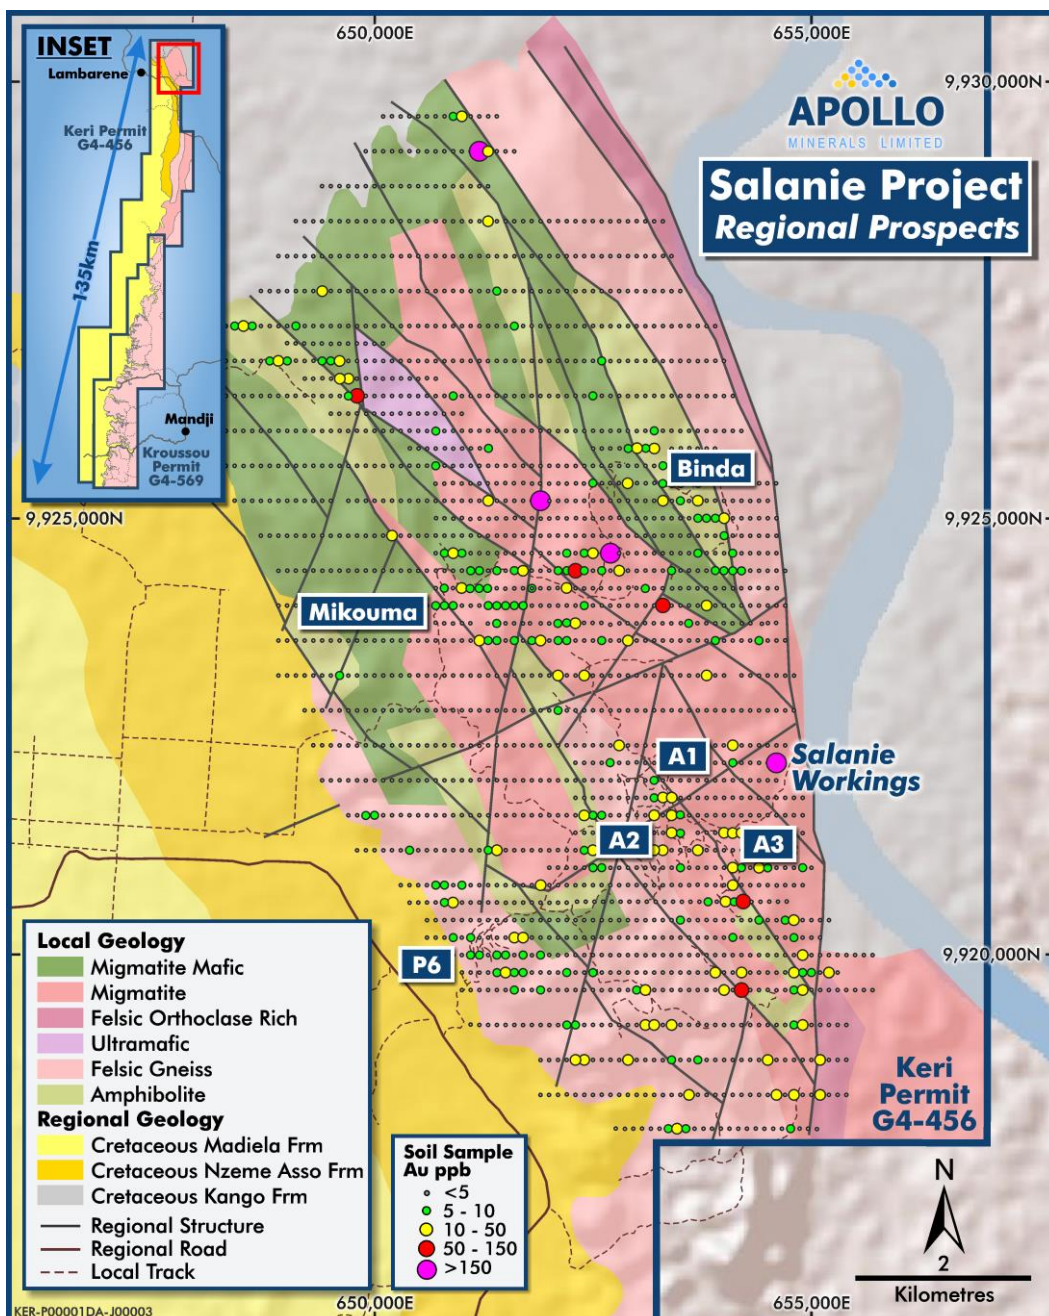 650,000E
655,000E
INSET
Lambarene
Keri Permit
G4-456
135km
Mandji
Kroussou
Permit
G4-569
9,930,000N
APOLLO
MINERALS LIMITED
Salanie Project
Regional Prospects
Binda
9,925,000N
9,925,000N
Mikouma
A1
Salanie
Workings
A2
A3
P6
9,920,000N
Keri
Permit
G4-456
Local Geology
Migmatite Mafic
Migmatite
Felsic Orthoclase Rich
Ultramafic
Felsic Gneiss
Amphibolite
Regional Geology
Cretaceous Madiela Frm
Cretaceous Nzeme Asso Frm
Cretaceous Kango Frm
Regional Structure
Regional Road
Local Track
Soil Sample
Au ppb
<5
5 - 10
10 - 50
50 - 150
>150
N
2
Kilometres
KER-P00001DA-J00003
650,000E
655,000E